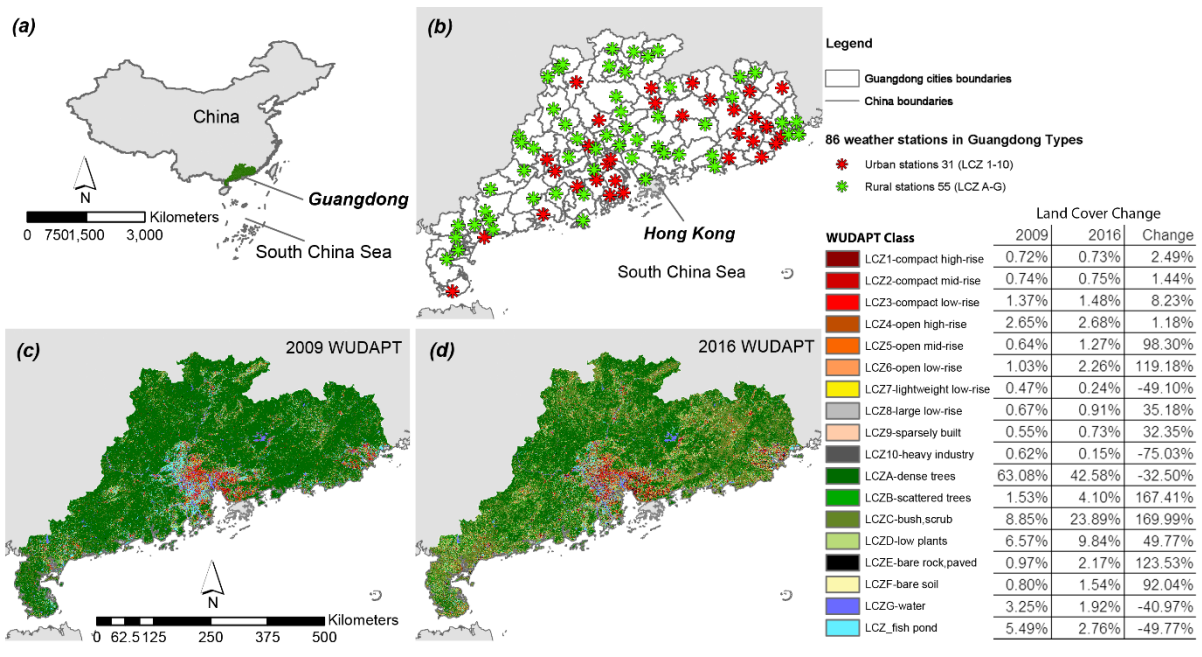 (a)
China
N
Kilometers
0 7501,500 3,000
Guangdong
South China Sea
(b)
Hong Kong
South China Sea
Legend
Guangdong cities boundaries
China boundaries
86 weather stations in Guangdong Types
Urban stations 31 (LCZ 1-10)
Rural stations 55 (LCZ A-G)
Land Cover Change
WUDAPT Class 2009 2016 Change
LCZ1-compact high-rise 0.72% 0.73% 2.49%
LCZ2-compact mid-rise 0.74% 0.75% 1.44%
LCZ3-compact low-rise 1.37% 1.48% 8.23%
LCZ4-open high-rise 2.65% 2.68% 1.18%
LCZ5-open mid-rise 0.64% 1.27% 98.30%
LCZ6-open low-rise 1.03% 2.26% 119.18%
LCZ7-lightweight low-rise 0.47% 0.24% -49.10%
LCZ8-large low-rise 0.67% 0.91% 35.18%
LCZ9-sparsely built 0.55% 0.73% 32.35%
LCZ10-heavy industry 0.62% 0.15% -75.03%
LCZA-dense trees 63.08% 42.58% -32.50%
LCZB-scattered trees 1.53% 4.10% 167.41%
LCZC-bush,scrub 8.85% 23.89% 169.99%
LCZD-low plants 6.57% 9.84% 49.77%
LCZE-bare rock,paved 0.97% 2.17% 123.53%
LCZF-bare soil 0.80% 1.54% 92.04%
LCZG-water 3.25% 1.92% -40.97%
LCZ_fish pond 5.49% 2.76% -49.77%
(c)
2009 WUDAPT
N
Kilometers
0 62.5125 250 375 500
(d)
2016 WUDAPT